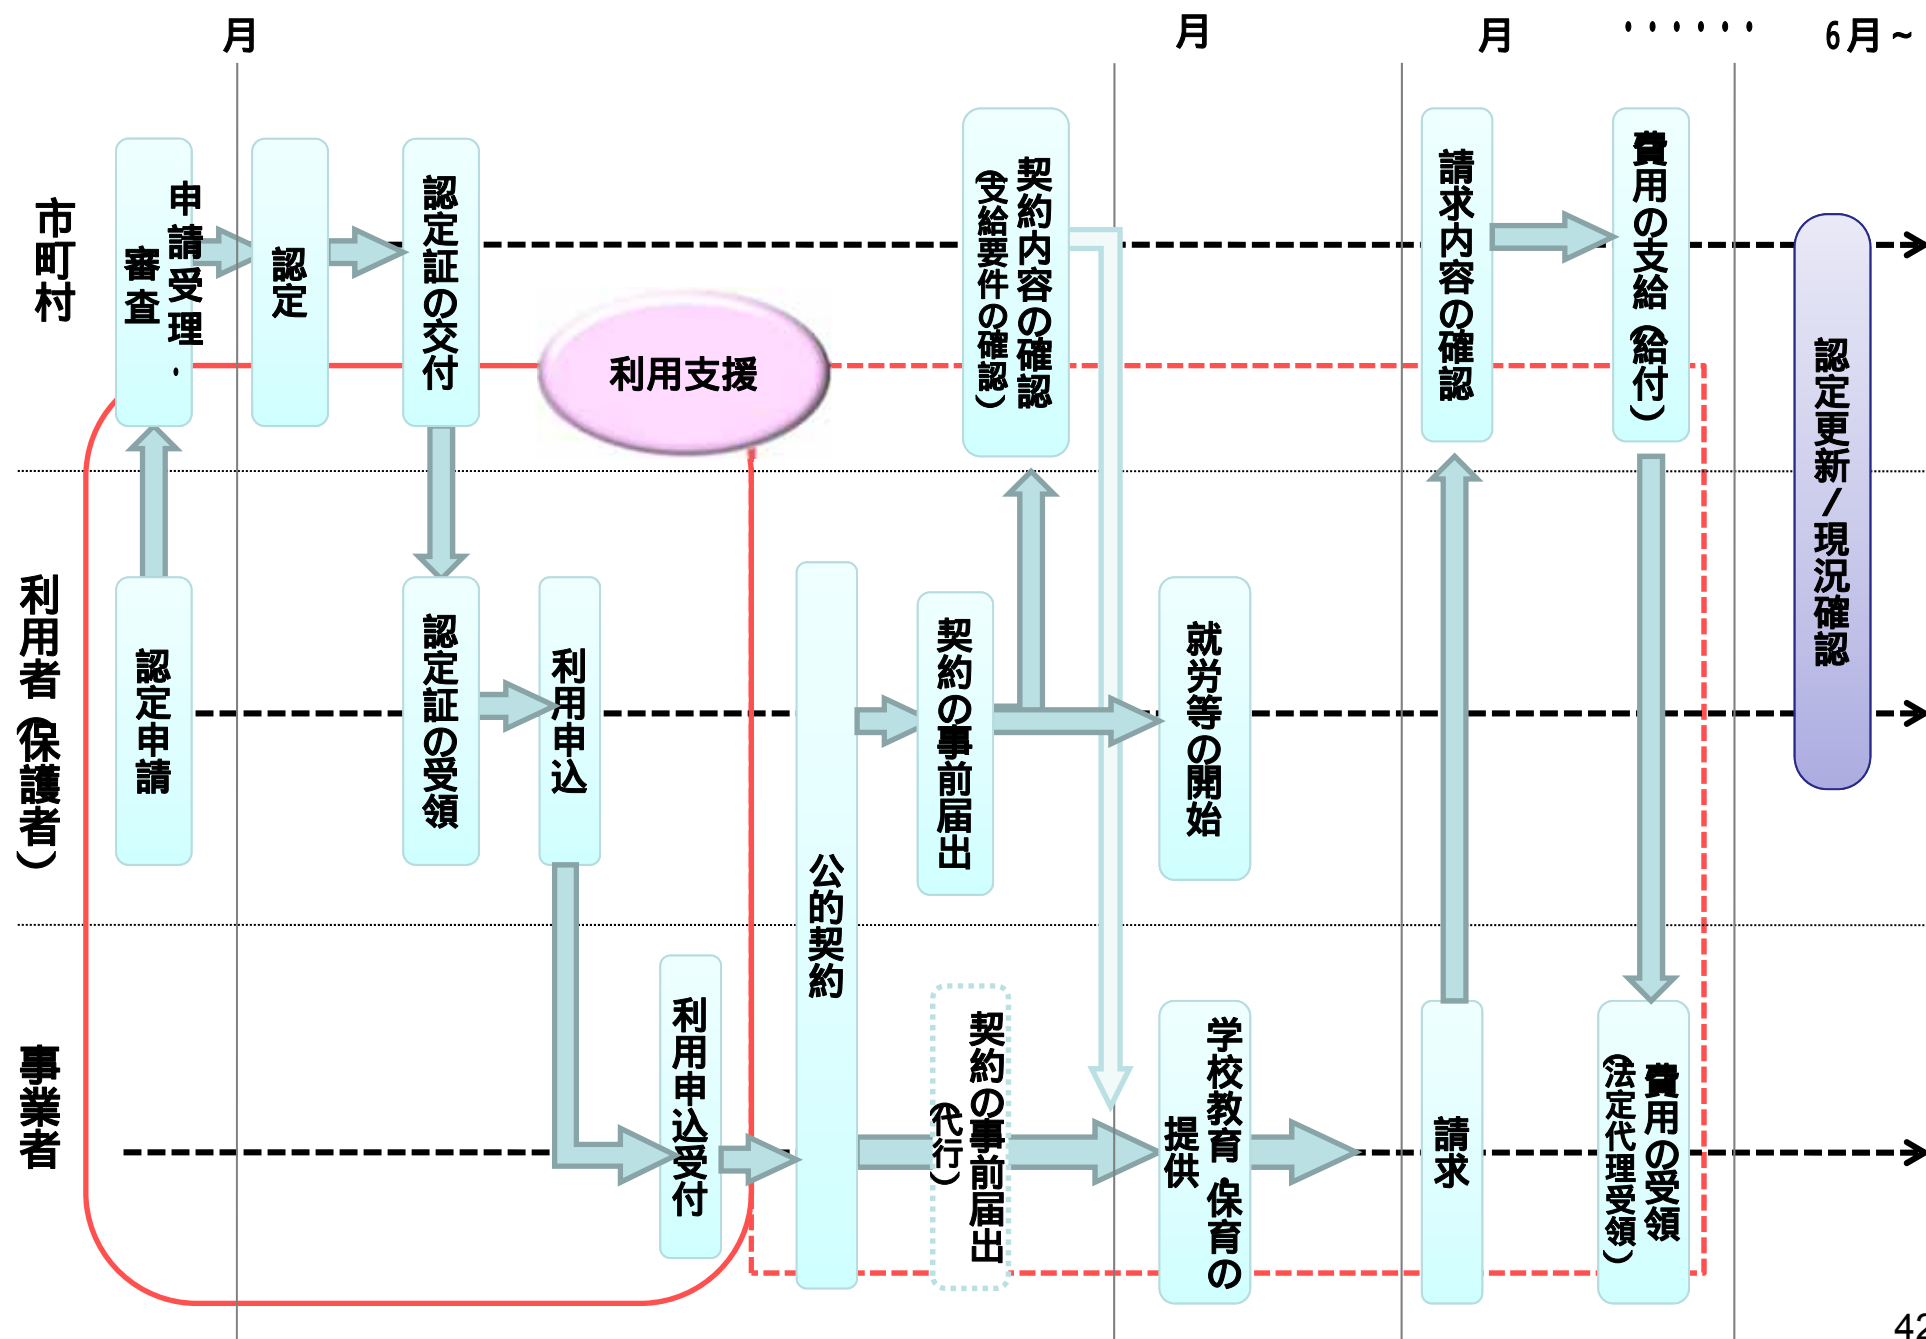 月
月
月
・・・・・・
6月~
市町村
申請受理・
審査
認定
認定証の交付
利用支援
契約内容の確認
(支給要件の確認)
請求内容の確認
費用の支給(給付)
認定更新/現況確認
利用者(保護者)
認定申請
認定証の受領
利用申込
公的契約
契約の事前届出
就労等の開始
事業者
利用申込受付
契約の事前届出
(代行)
学校教育・保育の
提供
請求
費用の受領
(法定代理受領)
42